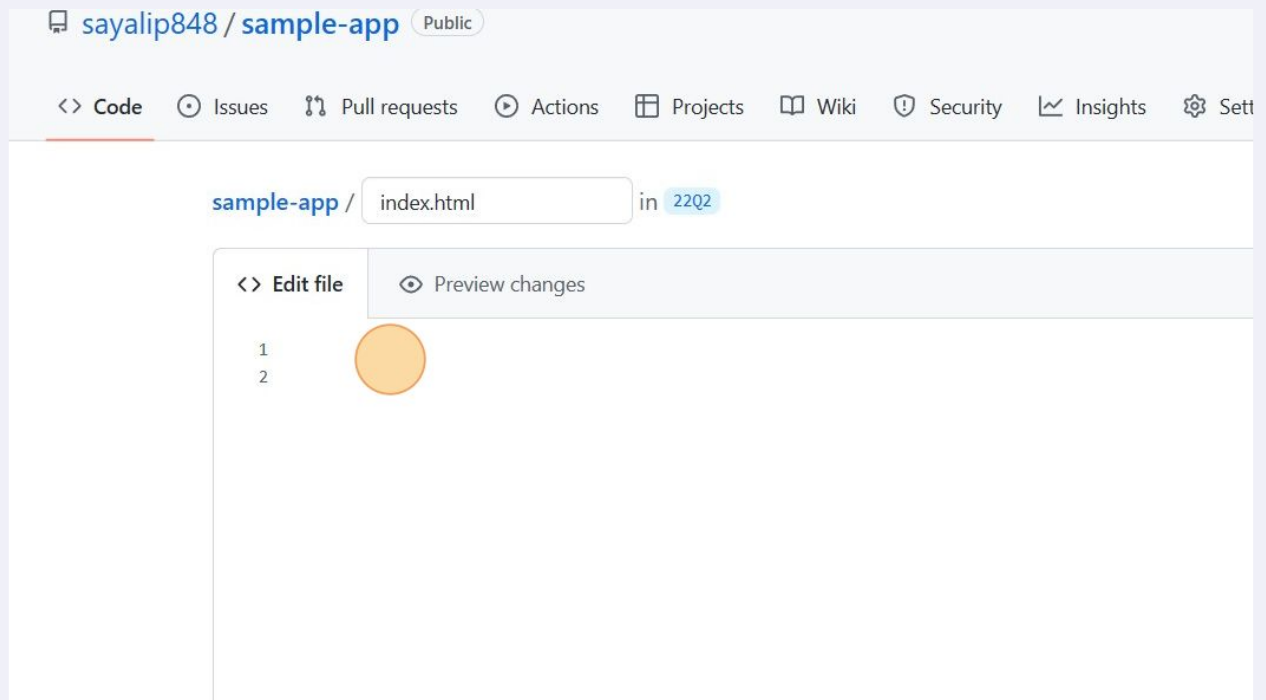 sayalip848 / sample-app Public
Code Issues Pull requests Actions Projects Wiki Security Insights
sample-app / index.html in 22Q2
Edit file Preview changes
1
2